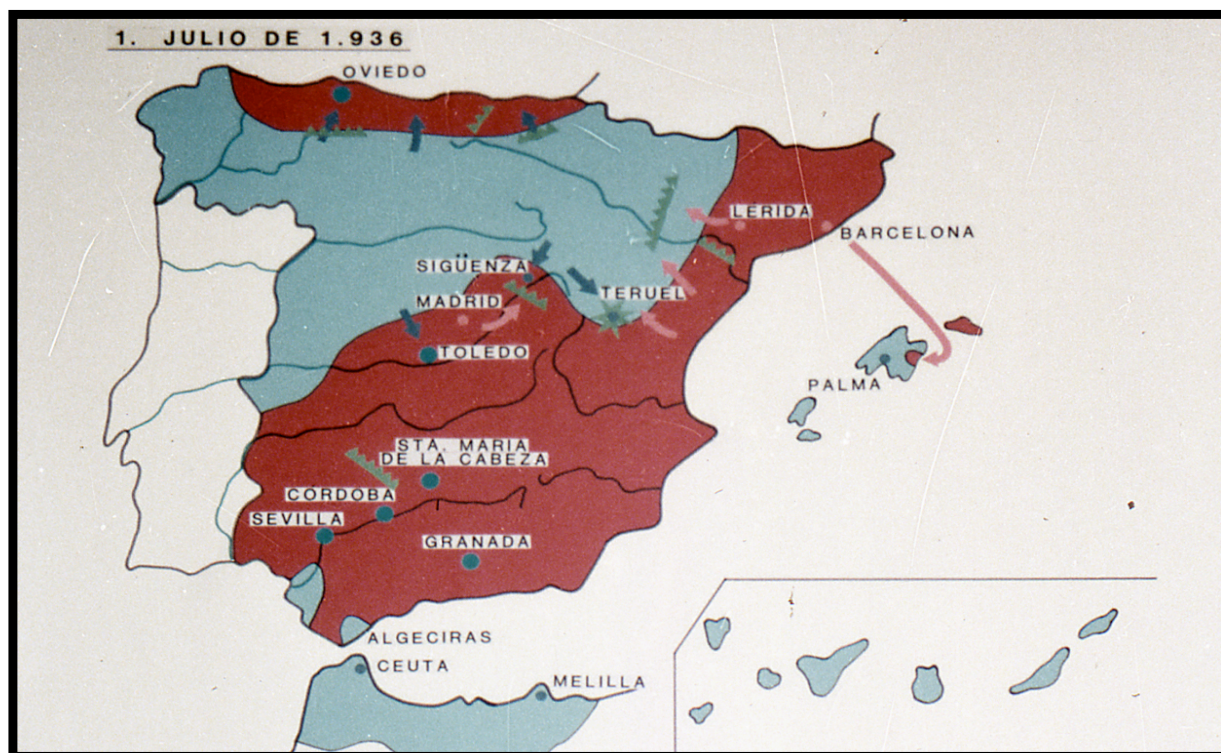 1. JULIO DE 1.936
OVIEDO
LERIDA
BARCELONA
SIGÜENZA
TERUEL
MADRID
TOLEDO
PALMA
STA. MARIA
DE LA CABEZA
CÓRDOBA
SEVILLA
GRANADA
ALGECIRAS
CEUTA
MELILLA